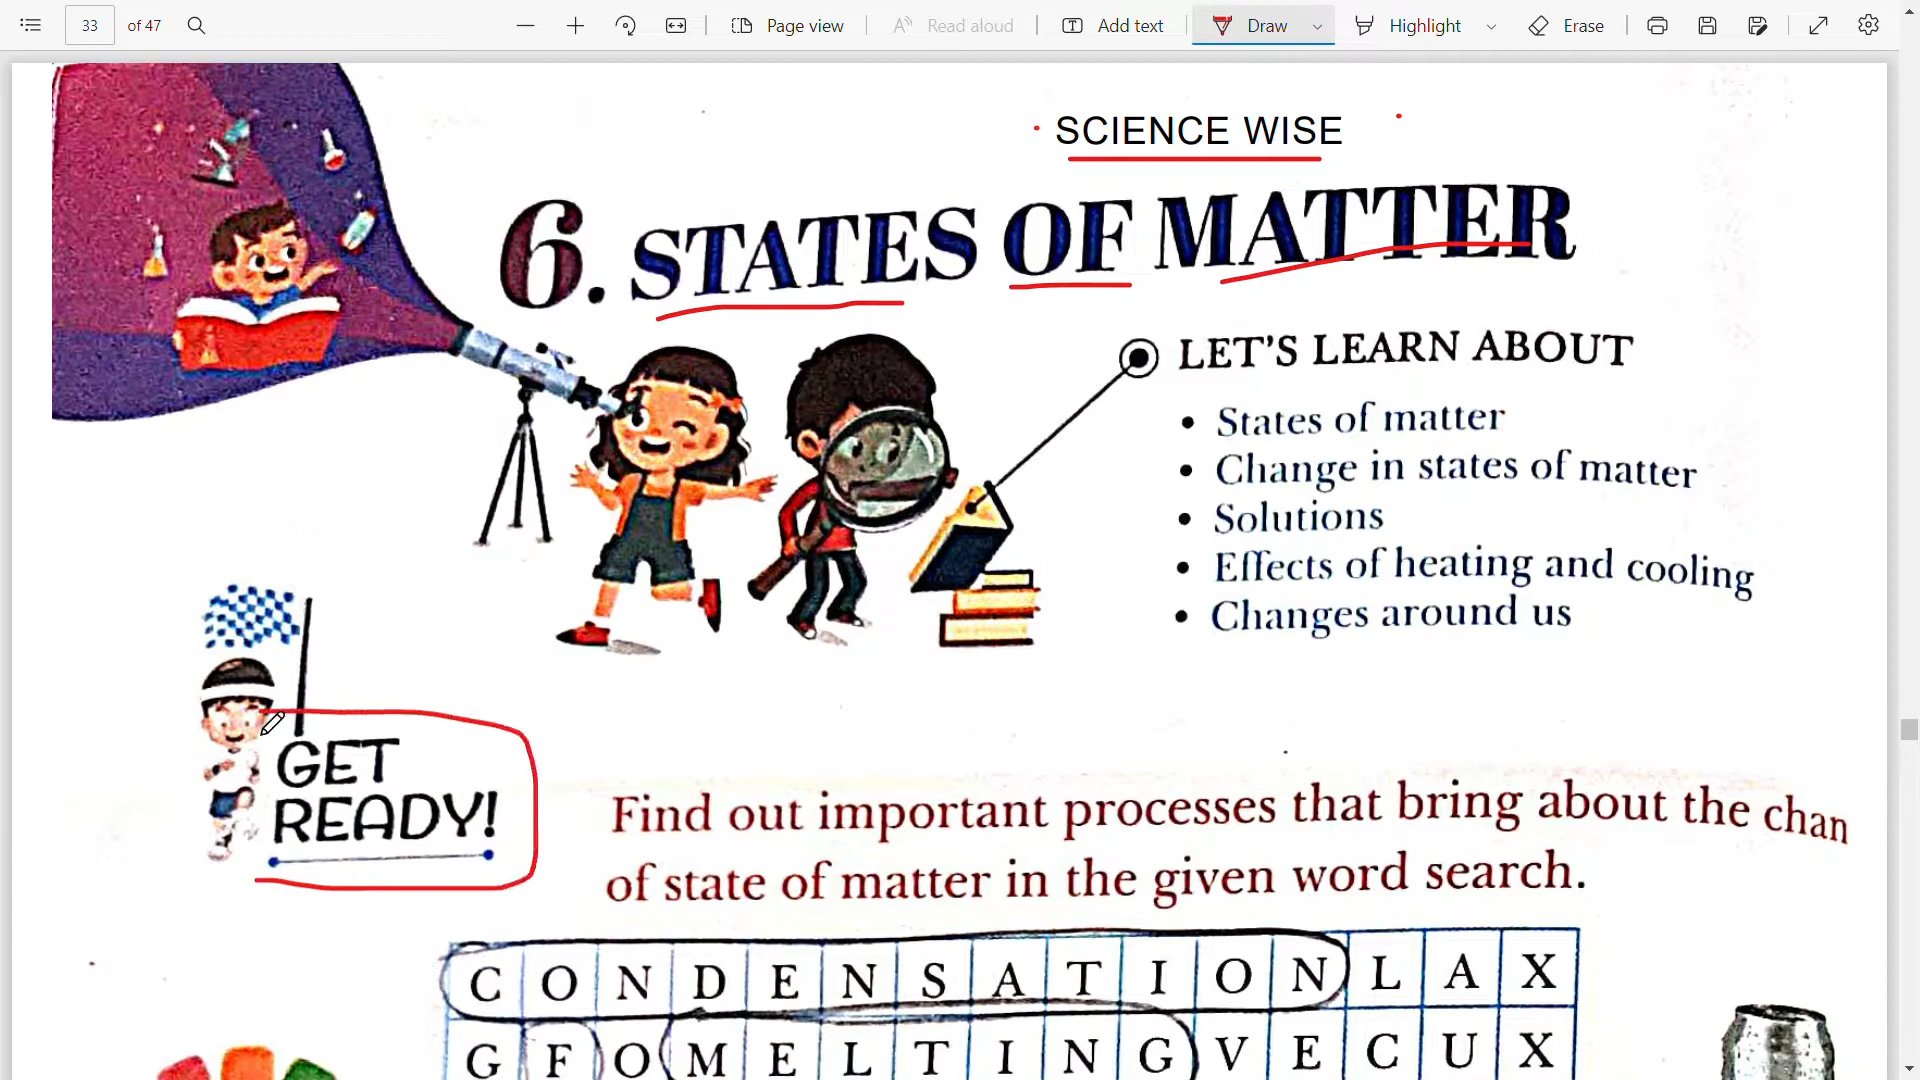 33 of 47 Page view Read aloud Add text Draw Highlight Erase
SCIENCE WISE
6. STATES OF MATTER
LET'S LEARN ABOUT
• States of matter
• Change in states of matter
• Solutions
• Effects of heating and cooling
• Changes around us
GET
READY!
Find out important processes that bring about the chan
of state of matter in the given word search.
C O N D E N S A T I O N L A X
G F O M E L T I N G V E C U X